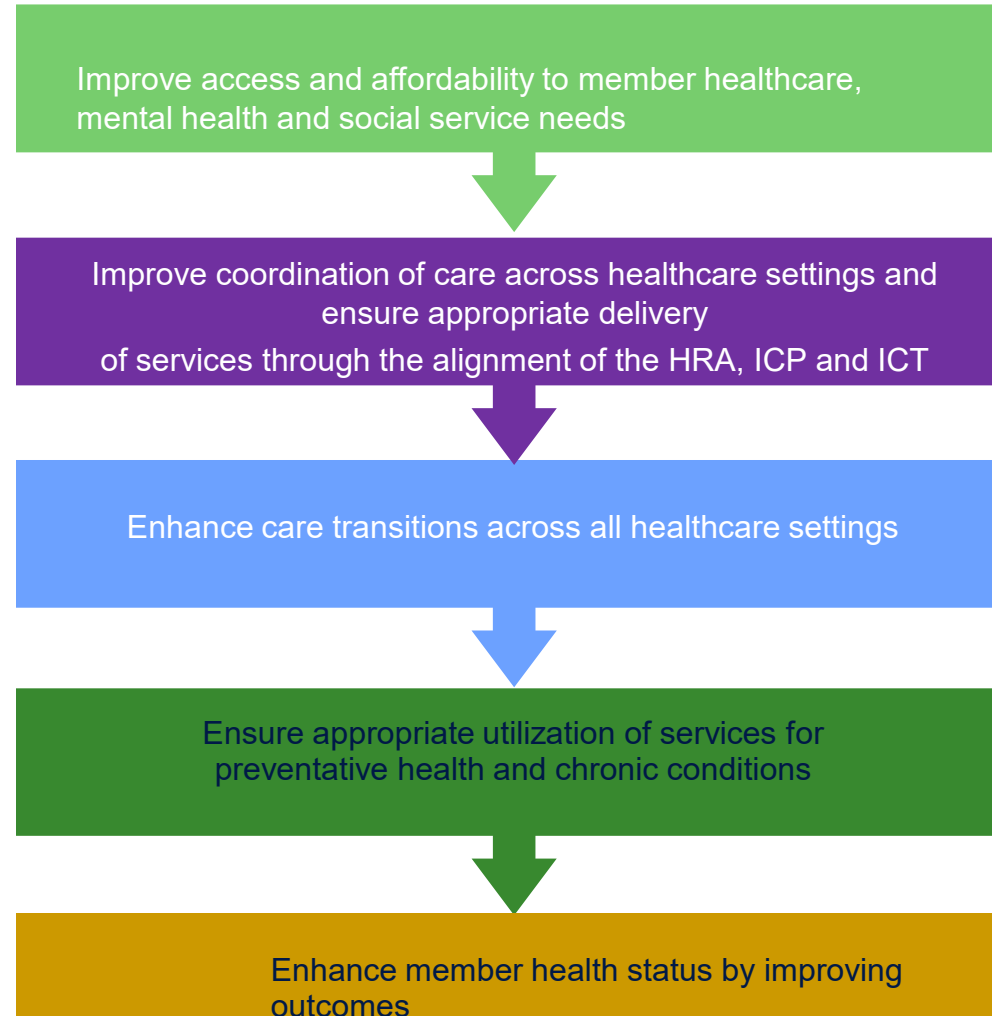 Improve access and affordability to member healthcare,
mental health and social service needs
Improve coordination of care across healthcare settings and
ensure appropriate delivery
of services through the alignment of the HRA, ICP and ICT
Enhance care transitions across all healthcare settings
Ensure appropriate utilization of services for
preventative health and chronic conditions
Enhance member health status by improving
outcomes